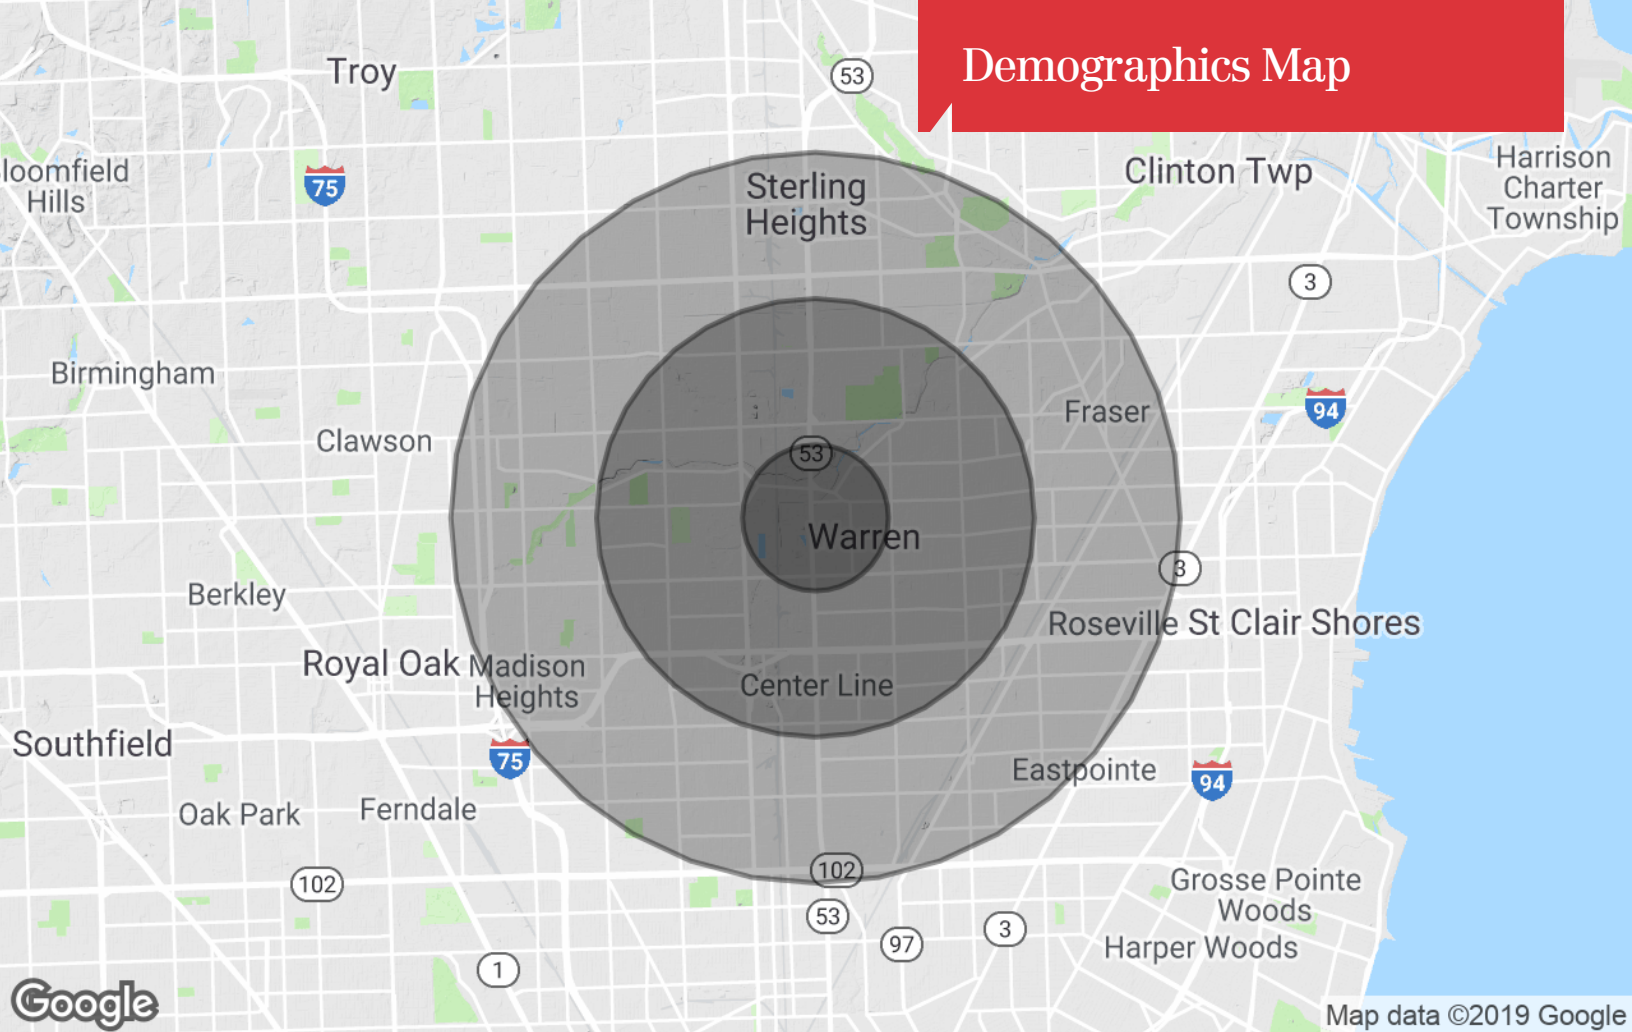 Demographics Map
Troy
53
loomfield
Hills
75
Sterling
Heights
Clinton Twp
Harrison
Charter
Township
3
Birmingham
94
Fraser
Clawson
53
Warren
3
Berkley
Roseville
St Clair Shores
Royal Oak
Madison
Heights
Center Line
Southfield
75
Eastpointe
94
Oak Park
Ferndale
102
102
Grosse Pointe
Woods
53
3
97
Harper Woods
1
Google
Map data ©2019 Google